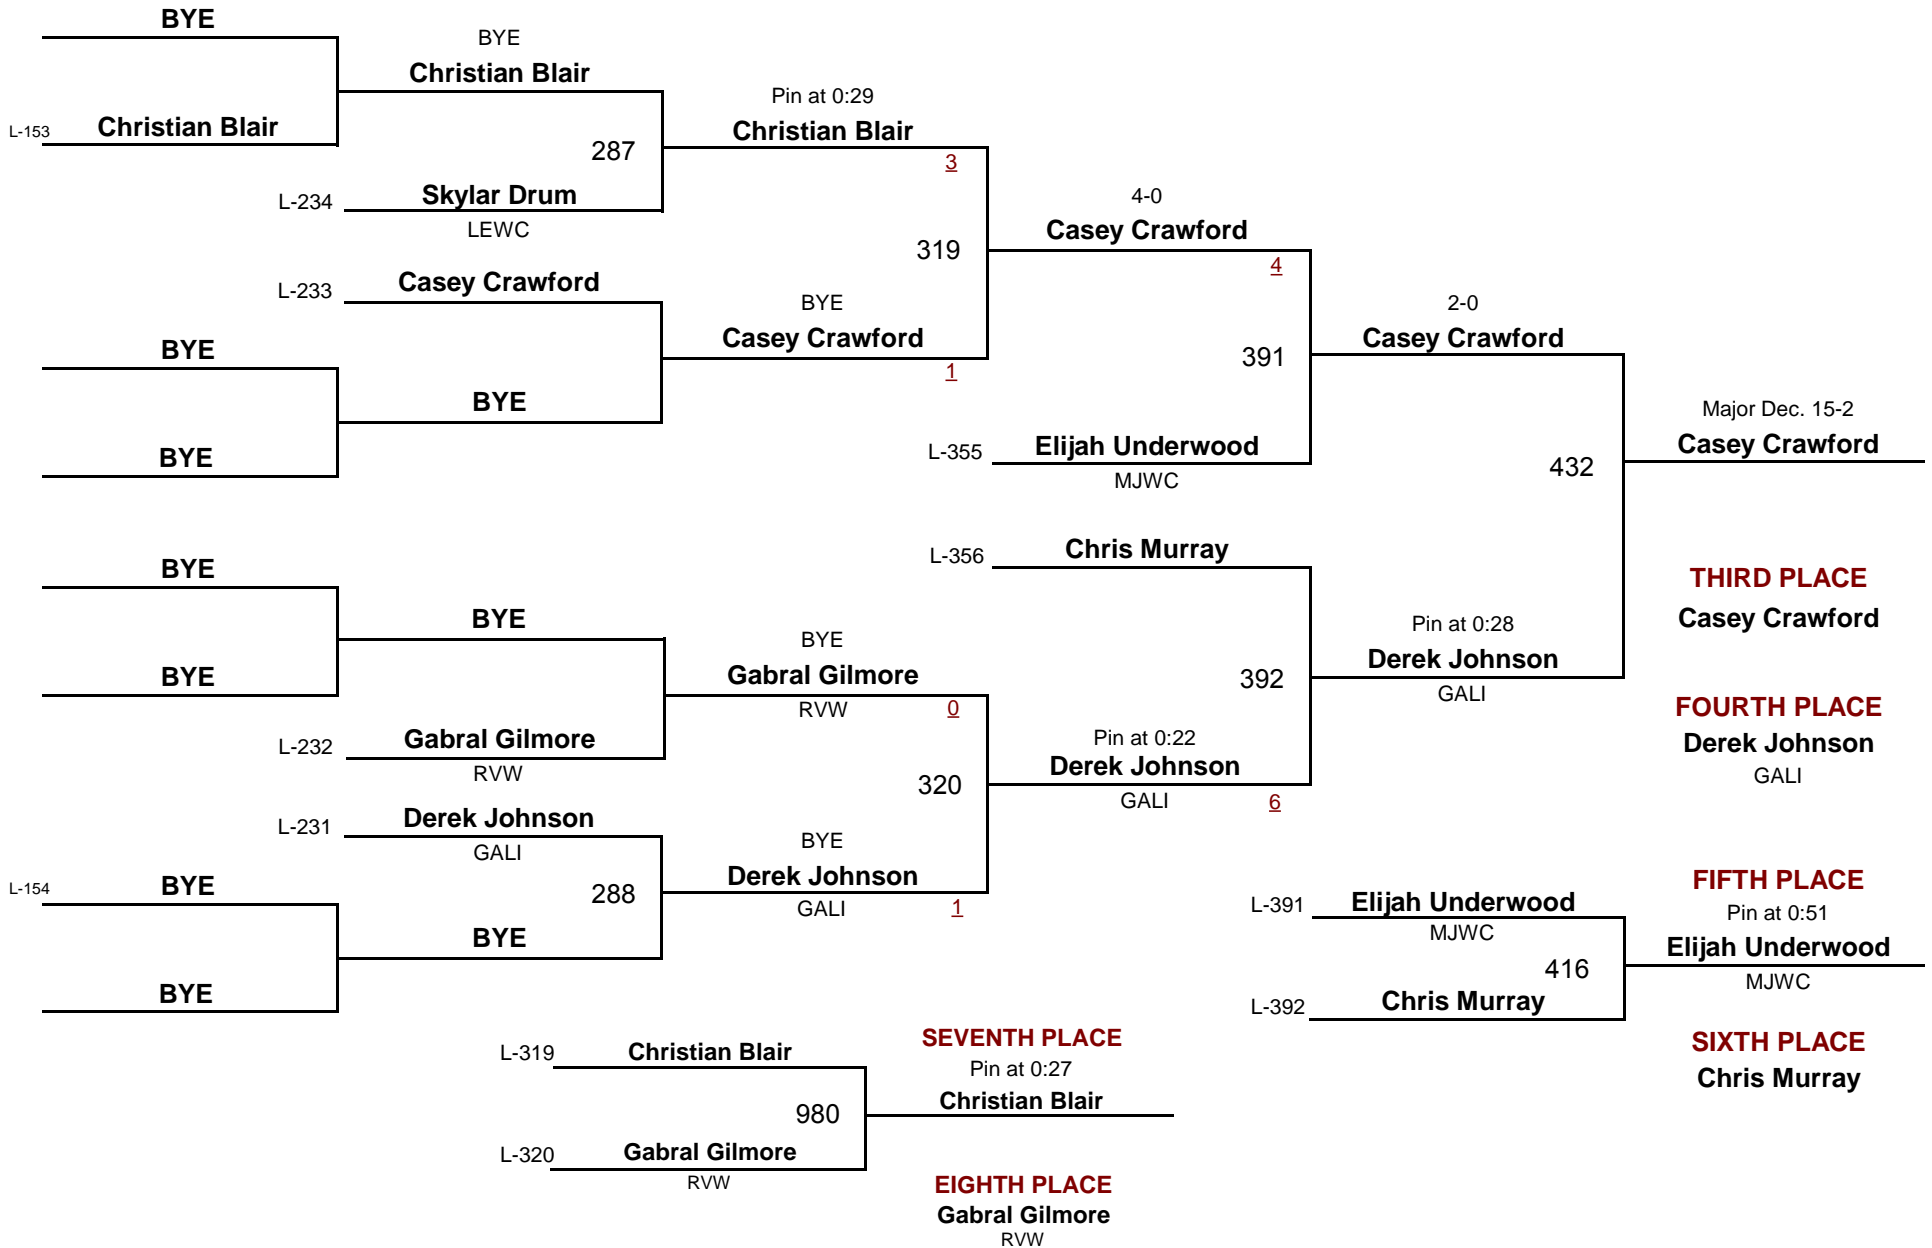 BYE
BYE
Christian Blair
Pin at 0:29
L-153 Christian Blair
Christian Blair
287
3
L-234 Skylar Drum
LEWC
4-0
Casey Crawford
319
4
L-233 Casey Crawford
BYE
2-0
Casey Crawford
Casey Crawford
BYE
391
1
BYE
Major Dec. 15-2
Casey Crawford
BYE
L-355 Elijah Underwood
MJWC
432
L-356 Chris Murray
BYE
THIRD PLACE
Casey Crawford
BYE
BYE
Pin at 0:28
Gabral Gilmore
Derek Johnson
BYE
392
GALI
RVW 0
FOURTH PLACE
Derek Johnson
GALI
L-232 Gabral Gilmore
RVW
Pin at 0:22
Derek Johnson
320
GALI 6
L-231 Derek Johnson
GALI
BYE
Derek Johnson
L-154 BYE
288
GALI 1
FIFTH PLACE
L-391 Elijah Underwood
MJWC
Pin at 0:51
BYE
Elijah Underwood
416
MJWC
BYE
L-392 Chris Murray
SEVENTH PLACE
SIXTH PLACE
L-319 Christian Blair
Pin at 0:27
Chris Murray
Christian Blair
980
L-320 Gabral Gilmore
RVW
EIGHTH PLACE
Gabral Gilmore
RVW